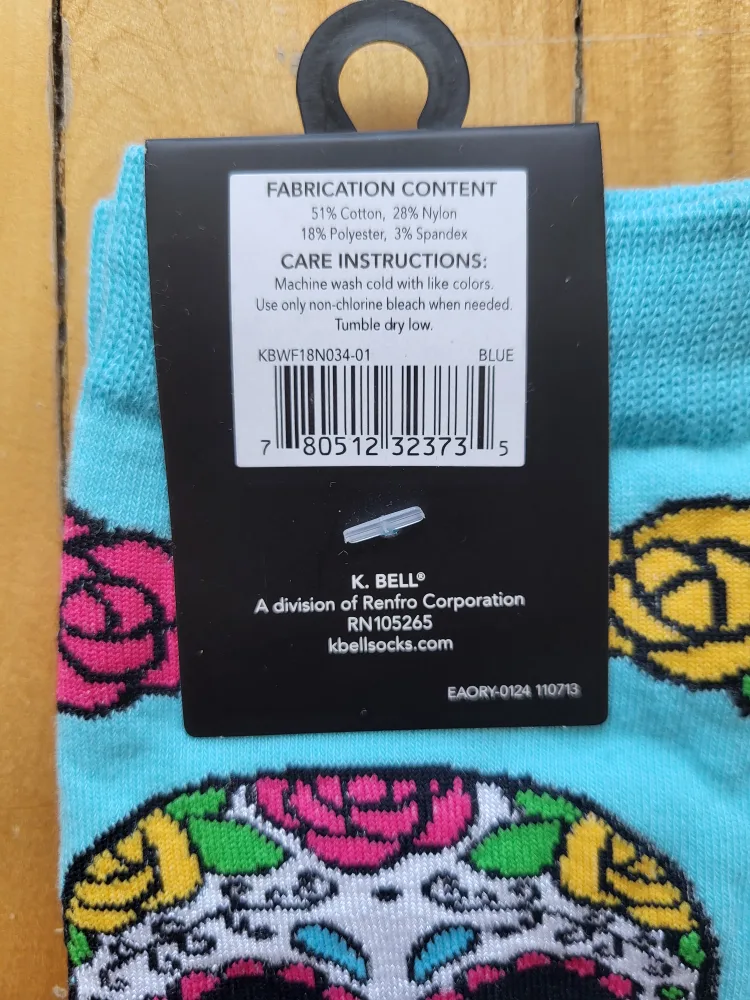 FABRICATION CONTENT
51% Cotton, 28% Nylon
18% Polyester, 3% Spandex
CARE INSTRUCTIONS:
Machine wash cold with like colors.
Use only non-chlorine bleach when needed.
Tumble dry low.
KBWF18N034-01 BLUE
7 80512 32373 5
K. BELL®
A division of Renfro Corporation
RN105265
kbellsocks.com
EAORY-0124 110713